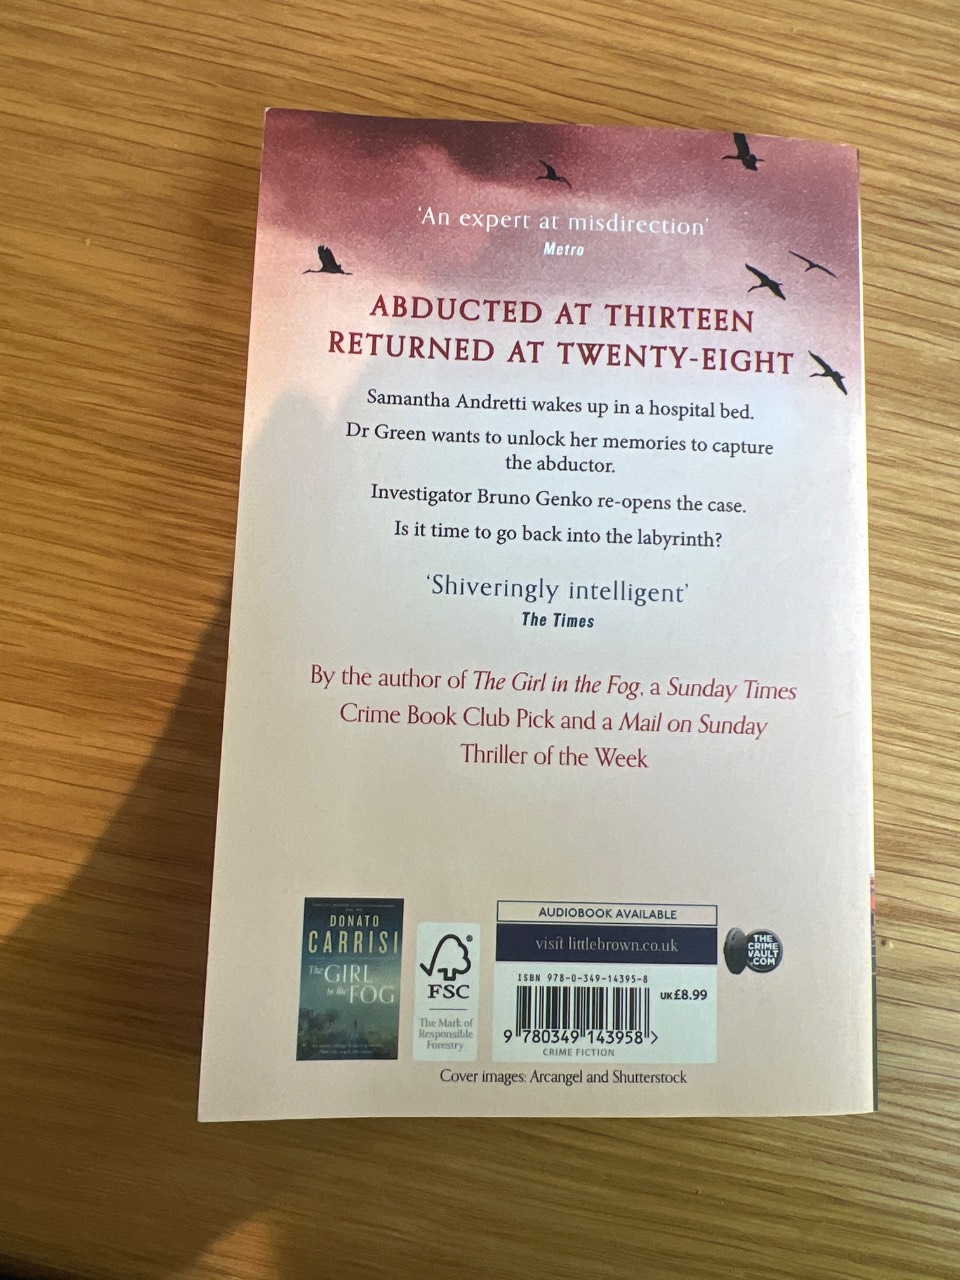 ‘An expert at misdirection’
Metro
ABDUCTED AT THIRTEEN
RETURNED AT TWENTY-EIGHT
Samantha Andretti wakes up in a hospital bed.
Dr Green wants to unlock her memories to capture
the abductor.
Investigator Bruno Genko re-opens the case.
Is it time to go back into the labyrinth?
‘Shiveringly intelligent’
The Times
By the author of The Girl in the Fog, a Sunday Times
Crime Book Club Pick and a Mail on Sunday
Thriller of the Week
DONATO
CARRISI
The GIRL
in the FOG
®
FSC
The Mark of
Responsible
Forestry
AUDIOBOOK AVAILABLE
visit littlebrown.co.uk
ISBN 978-0-349-14395-8
UK£8.99
9 780349 143958 >
CRIME FICTION
THE
CRIME
VAULT
.COM
Cover images: Arcangel and Shutterstock